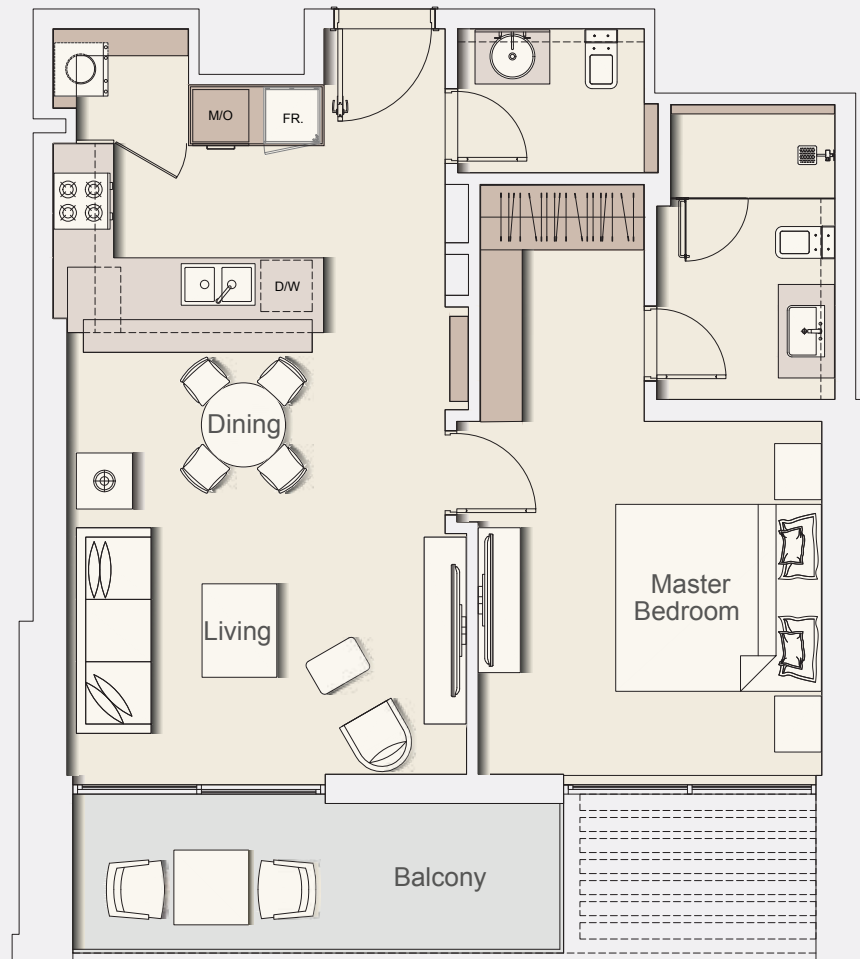 M/O
FR.
D/W
Dining
Living
Master
Bedroom
Balcony